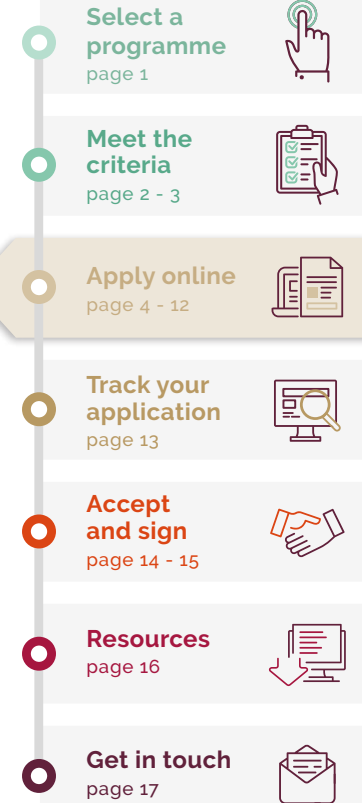 Select a
programme
page 1
Meet the
criteria
page 2 - 3
Apply online
page 4 - 12
Track your
application
page 13
Accept
and sign
page 14 - 15
Resources
page 16
Get in touch
page 17